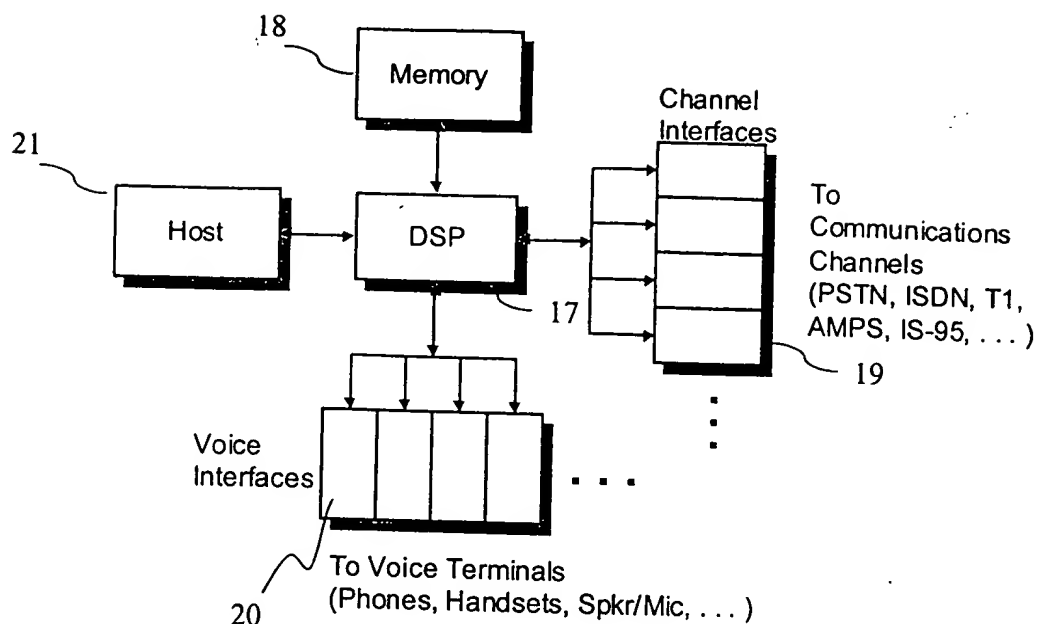 18
Memory
Channel
Interfaces
21
Host
DSP
To
Communications
Channels
(PSTN, ISDN, T1,
AMPS, IS-95, . . . )
17
19
Voice
Interfaces
. . .
20
To Voice Terminals
(Phones, Handsets, Spkr/Mic, . . . )